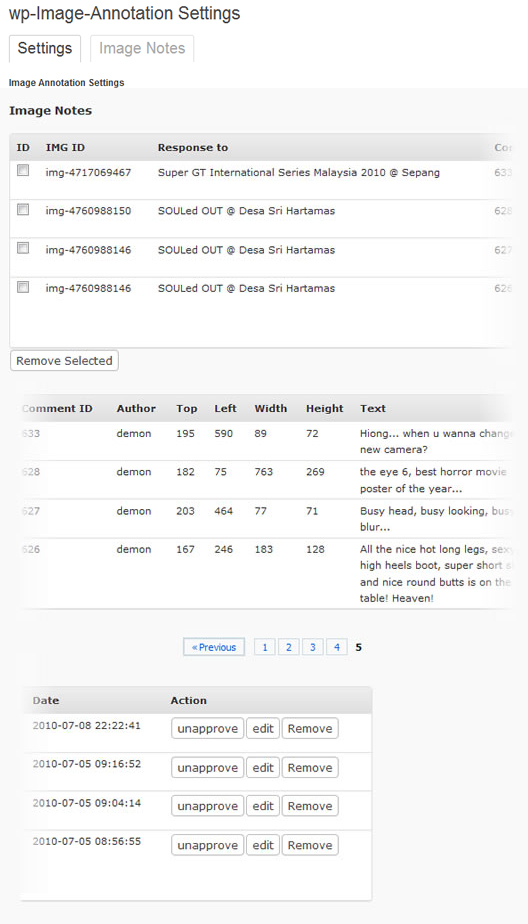 wp-Image-Annotation Settings
Settings Image Notes
Image Annotation Settings
Image Notes
ID IMG ID Response to
img-4717069467 Super GT International Series Malaysia 2010 @ Sepang 633
img-4760988150 SOULed OUT @ Desa Sri Hartamas 628
img-4760988146 SOULed OUT @ Desa Sri Hartamas 627
img-4760988146 SOULed OUT @ Desa Sri Hartamas 626
Remove Selected
Comment ID Author Top Left Width Height Text
633 demon 195 590 89 72 Hiong... when u wanna change
new camera?
628 demon 182 75 763 269 the eye 6, best horror movie
poster of the year...
627 demon 203 464 77 71 Busy head, busy looking, busy
blur...
626 demon 167 246 183 128 All the nice hot long legs, sexy
high heels boot, super short
and nice round butts is on the
table! Heaven!
« Previous 1 2 3 4 5
Date Action
2010-07-08 22:22:41 unapprove edit Remove
2010-07-05 09:16:52 unapprove edit Remove
2010-07-05 09:04:14 unapprove edit Remove
2010-07-05 08:56:55 unapprove edit Remove